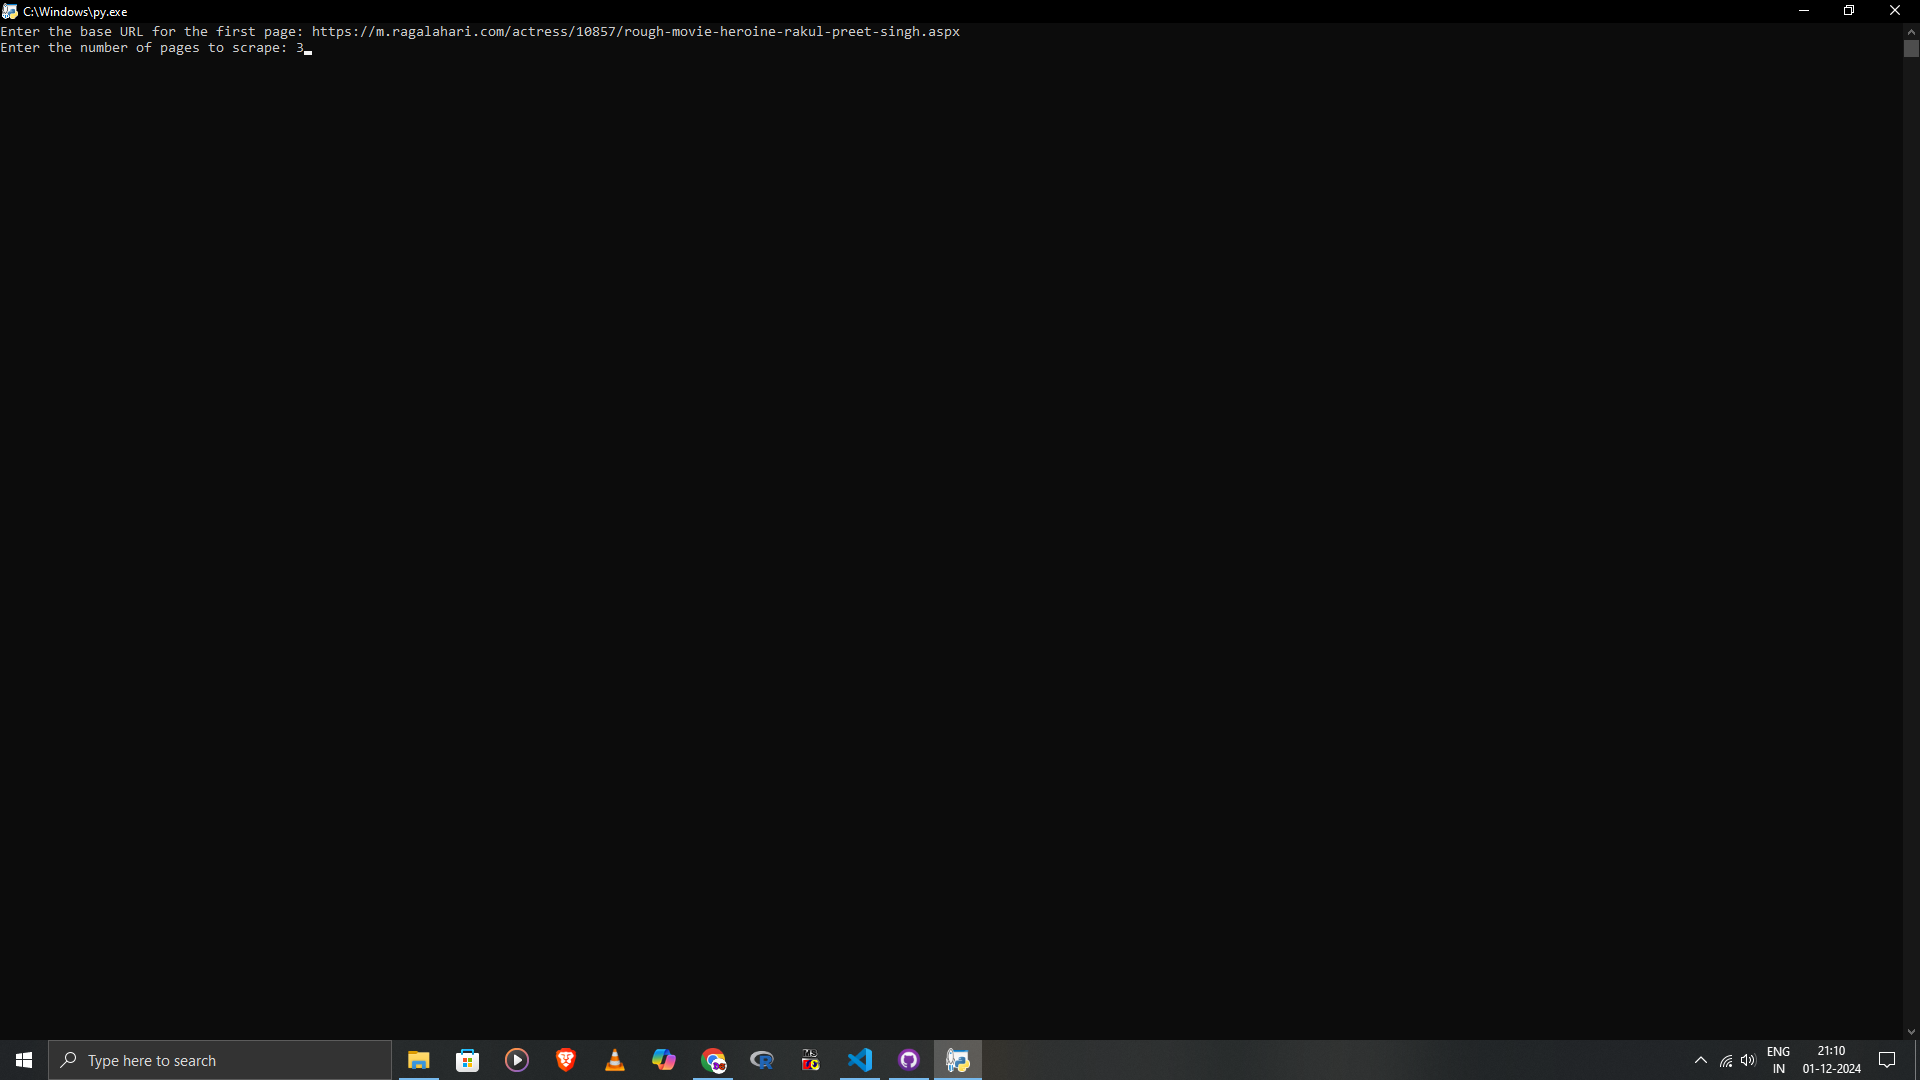 C:\Windows\py.exe
Enter the base URL for the first page: https://m.ragalahari.com/actress/10857/rough-movie-heroine-rakul-preet-singh.aspx
Enter the number of pages to scrape: 3
Type here to search
ENG
IN
21:10
01-12-2024